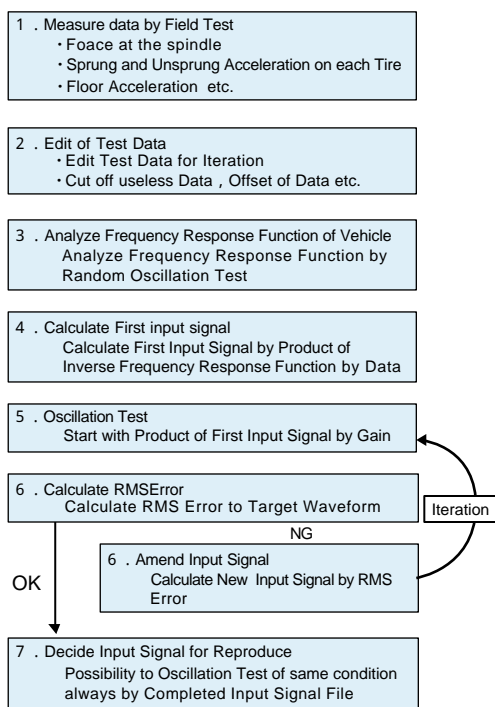 1 . Measure data by Field Test
・Foace at the spindle
・Sprung and Unsprung Acceleration on each Tire
・Floor Acceleration etc.
2 . Edit of Test Data
・Edit Test Data for Iteration
・Cut off useless Data , Offset of Data etc.
3 . Analyze Frequency Response Function of Vehicle
Analyze Frequency Response Function by
Random Oscillation Test
4 . Calculate First input signal
Calculate First Input Signal by Product of
Inverse Frequency Response Function by Data
5 . Oscillation Test
Start with Product of First Input Signal by Gain
6 . Calculate RMSError
Calculate RMS Error to Target Waveform
Iteration
NG
6 . Amend Input Signal
Calculate New Input Signal by RMS
Error
OK
7 . Decide Input Signal for Reproduce
Possibility to Oscillation Test of same condition
always by Completed Input Signal File